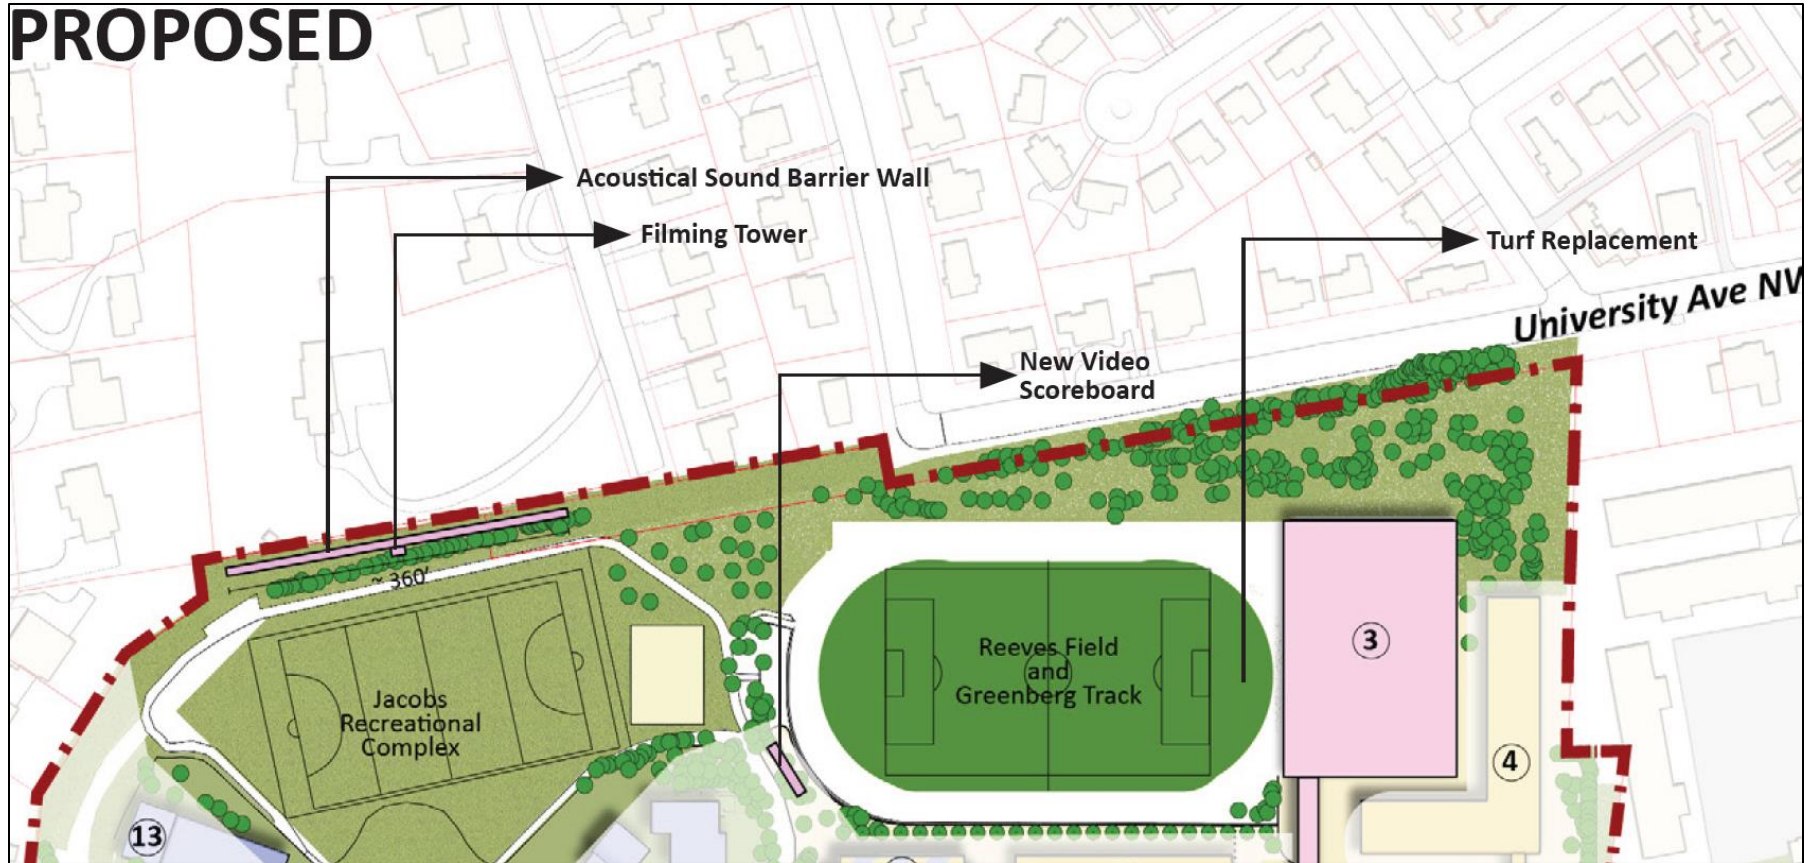 PROPOSED
Acoustical Sound Barrier Wall
Filming Tower
Turf Replacement
University Ave NW
New Video
Scoreboard
~ 360'
3
Reeves Field
and
Greenberg Track
Jacobs
Recreational
Complex
4
13